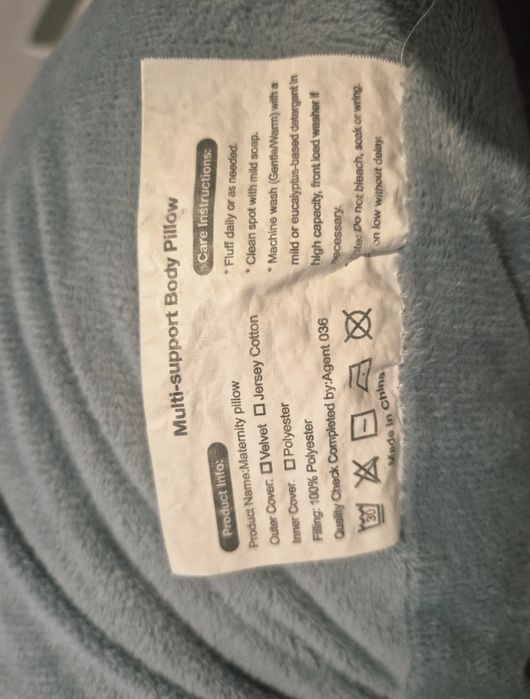 Multi-support Body Pillow
Product Info:
Product Name:Maternity pillow
Outer Cover: Velvet Jersey Cotton
Inner Cover: Polyester
Filling: 100% Polyester
Quality Check Completed by:Agent 036
30
Made in China
Care Instructions:
* Fluff daily or as needed.
* Clean spot with mild soap.
* Machine wash (Gentle/Warm) with a
mild or eucalyptus-based detergent in
high capacity, front load washer if
necessary.
Do not bleach, soak or wring.
on low without delay.